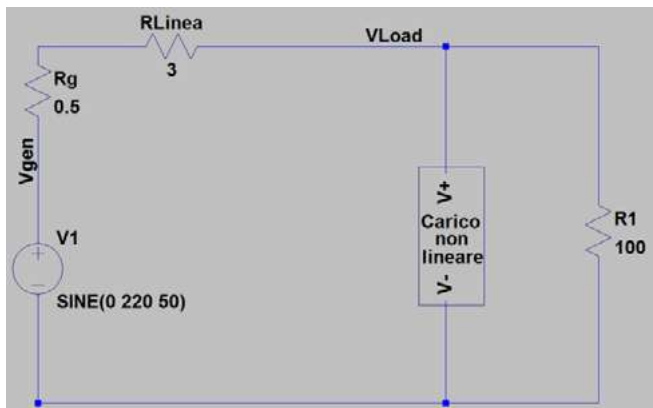 RLinea
3
VLoad
Rg
0.5
Vgen
V1
SINE(0 220 50)
V+
Carico
non
lineare
V-
R1
100